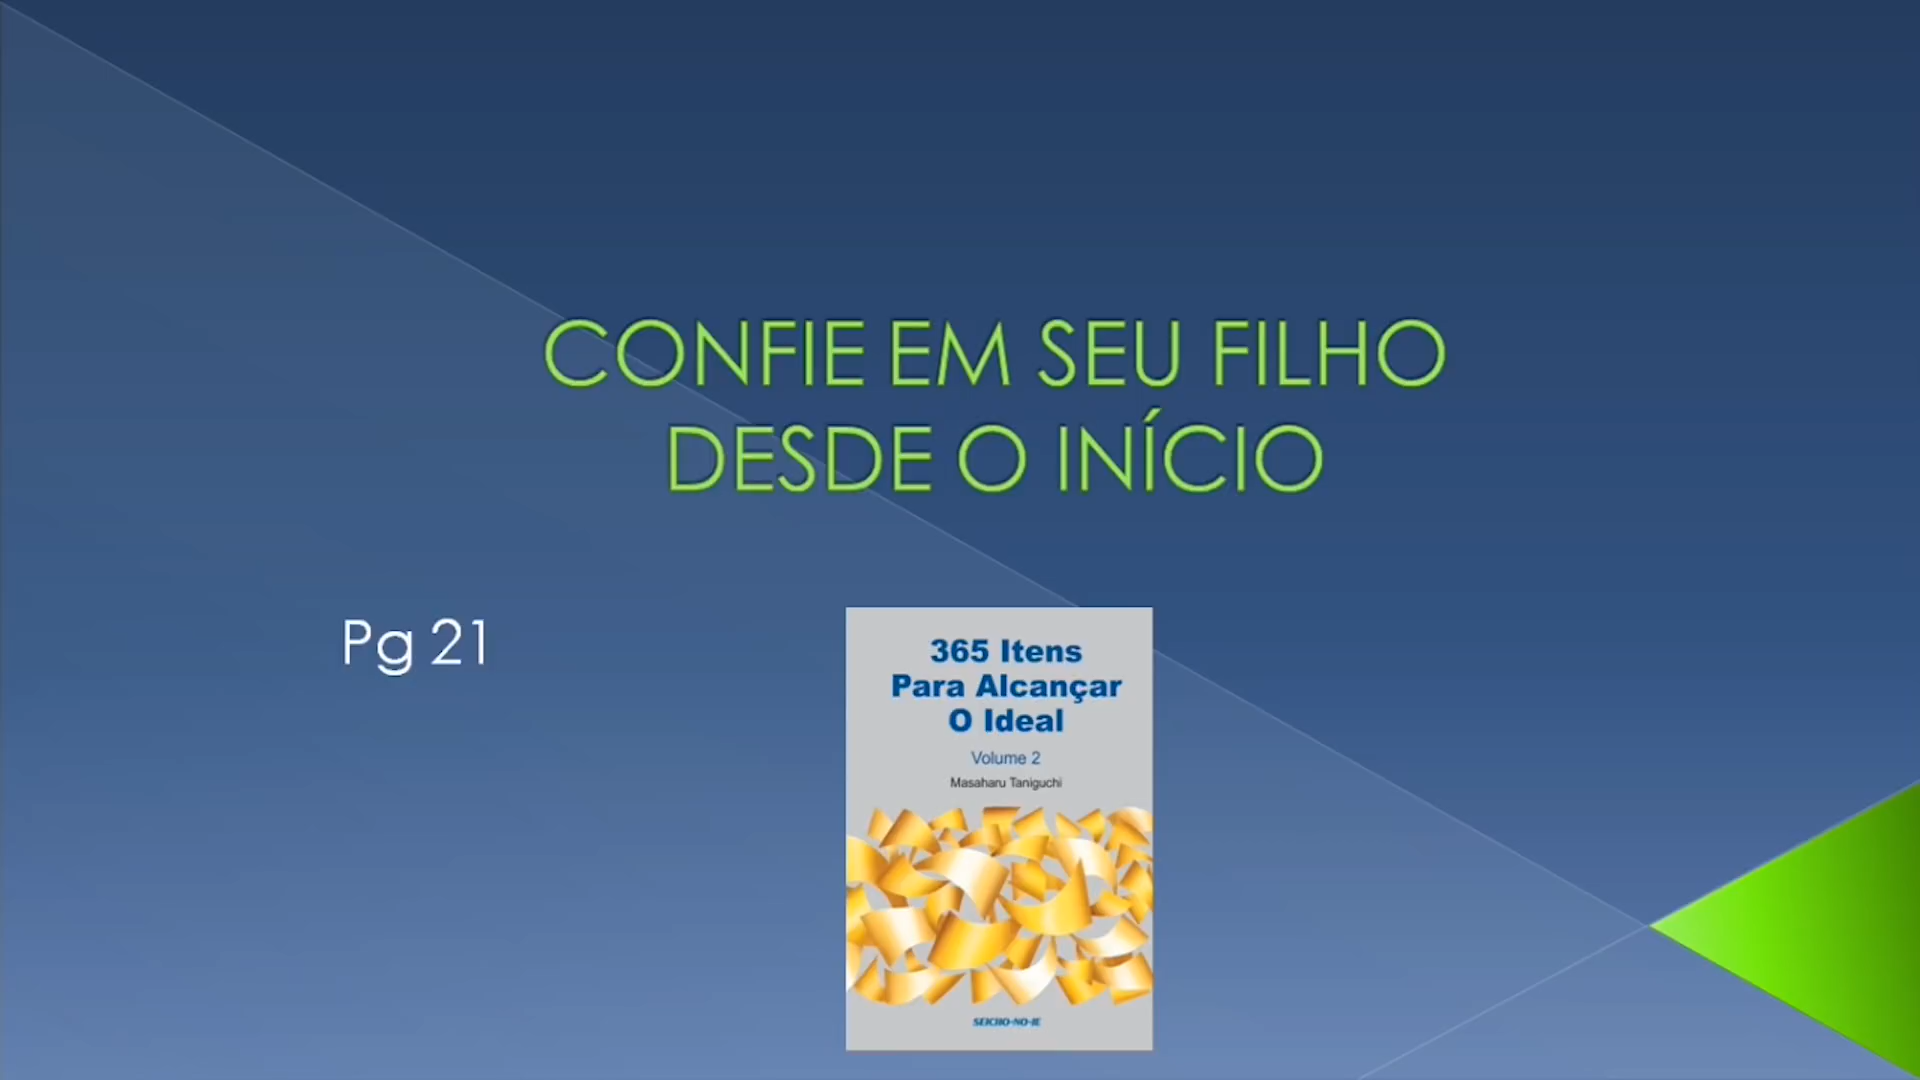 CONFIE EM SEU FILHO
DESDE O INÍCIO
Pg 21
365 Itens
Para Alcançar
O Ideal
Volume 2
Masaharu Taniguchi
SEICHO-NO-IE